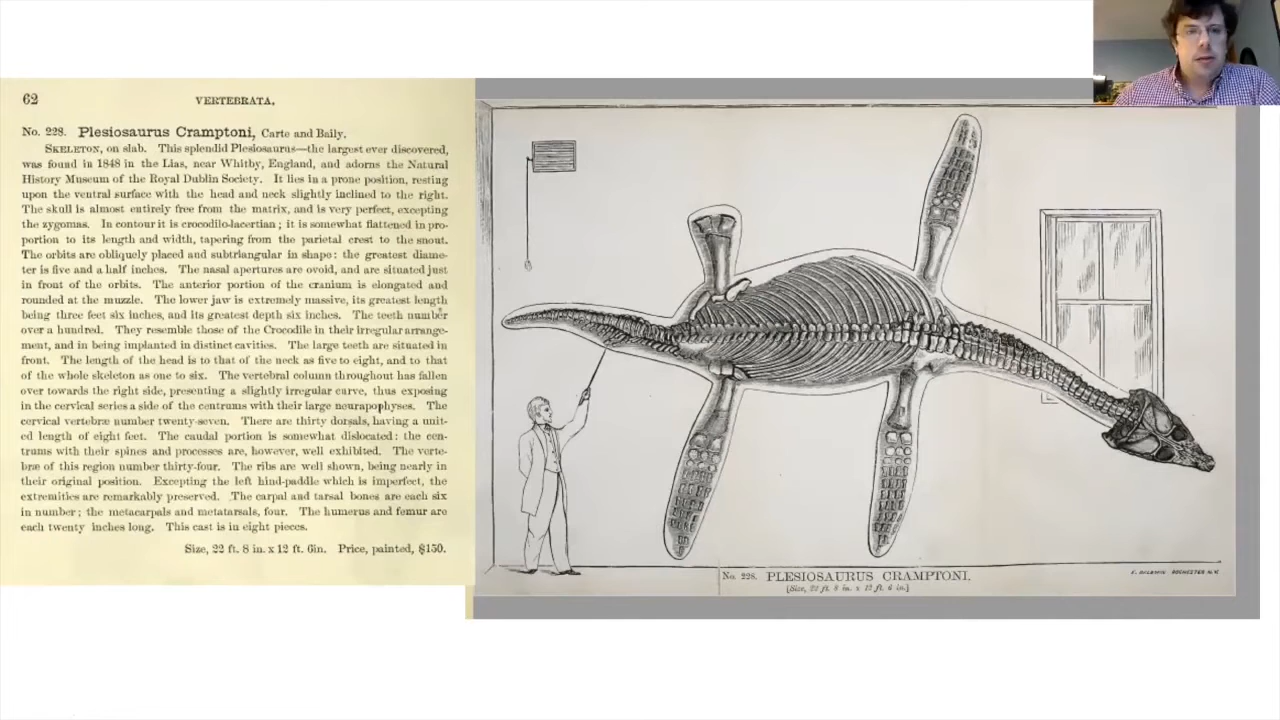 62
VERTEBRATA.
No. 228. Plesiosaurus Cramptoni, Carte and Baily.
SKELETON, on slab. This splendid Plesiosaurus—the largest ever discovered,
was found in 1848 in the Lias, near Whitby, England, and adorns the Natural
History Museum of the Royal Dublin Society. It lies in a prone position, resting
upon the ventral surface with the head and neck slightly inclined to the right.
The skull is almost entirely free from the matrix, and is very perfect, excepting
the zygomas. In contour it is crocodilo-lacertian; it is somewhat flattened in pro-
portion to its length and width, tapering from the parietal crest to the snout.
The orbits are obliquely placed and subtriangular in shape: the greatest diame-
ter is five and a half inches. The nasal apertures are ovoid, and are situated just
in front of the orbits. The anterior portion of the cranium is elongated and
rounded at the muzzle. The lower jaw is extremely massive, its greatest length
being three feet six inches, and its greatest depth six inches. The teeth number
over a hundred. They resemble those of the Crocodile in their irregular arrange-
ment, and in being implanted in distinct cavities. The large teeth are situated in
front. The length of the head is to that of the neck as five to eight, and to that
of the whole skeleton as one to six. The vertebral column throughout has fallen
over towards the right side, presenting a slightly irregular curve, thus exposing
in the cervical series a side of the centrums with their large neurapophyses. The
cervical vertebræ number twenty-seven. There are thirty dorsals, having a unit-
ed length of eight feet. The caudal portion is somewhat dislocated: the cen-
trums with their spines and processes are, however, well exhibited. The verte-
bræ of this region number thirty-four. The ribs are well shown, being nearly in
their original position. Excepting the left hind-paddle which is imperfect, the
extremities are remarkably preserved. The carpal and tarsal bones are each six
in number; the metacarpals and metatarsals, four. The humerus and femur are
each twenty inches long. This cast is in eight pieces.
Size, 22 ft. 8 in. x 12 ft. 6in. Price, painted, $150.
No. 228. PLESIOSAURUS CRAMPTONI.
[Size, 22 ft. 8 in. x 12 ft. 6 in.]
ROCHESTER N.Y.